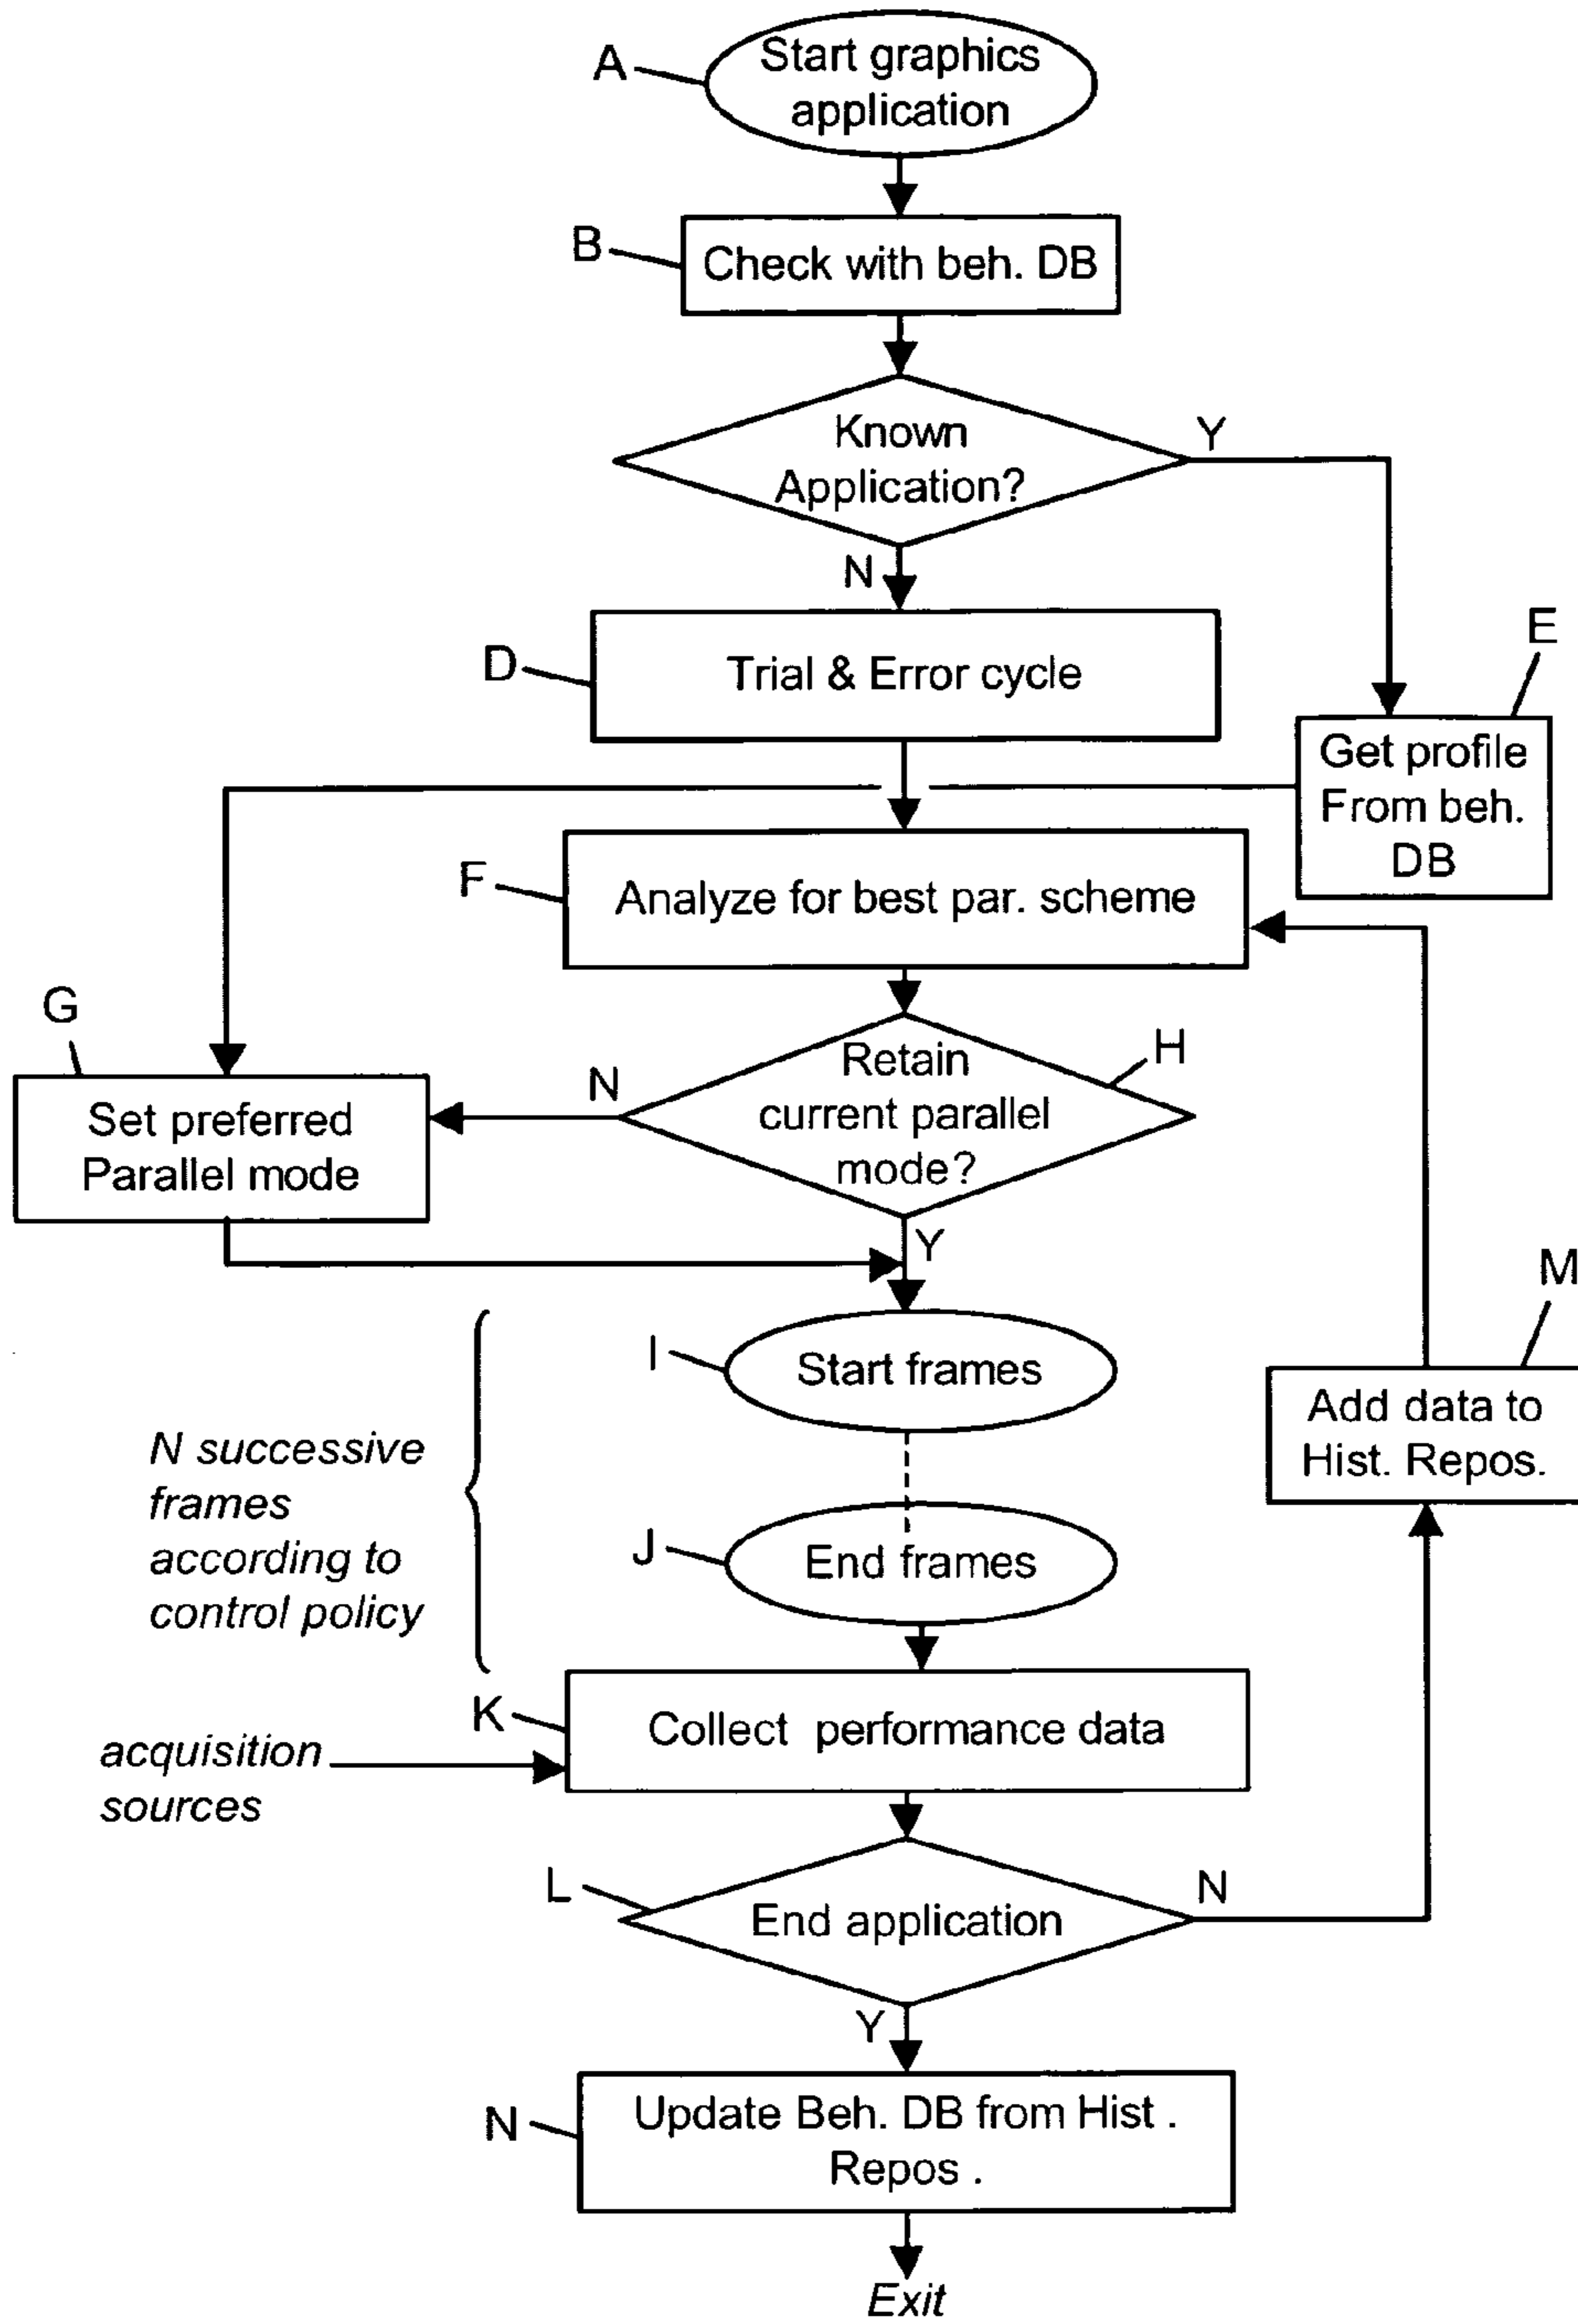 A
Start graphics
application
B
Check with beh. DB
Known
Application?
Y
N
D
Trial & Error cycle
E
Get profile
From beh.
DB
F
Analyze for best par. scheme
G
Set preferred
Parallel mode
N
Retain
current parallel
mode?
H
Y
I
Start frames
M
Add data to
Hist. Repos.
N successive
frames
according to
control policy
J
End frames
K
Collect performance data
acquisition
sources
L
End application
N
Y
N
Update Beh. DB from Hist .
Repos .
Exit